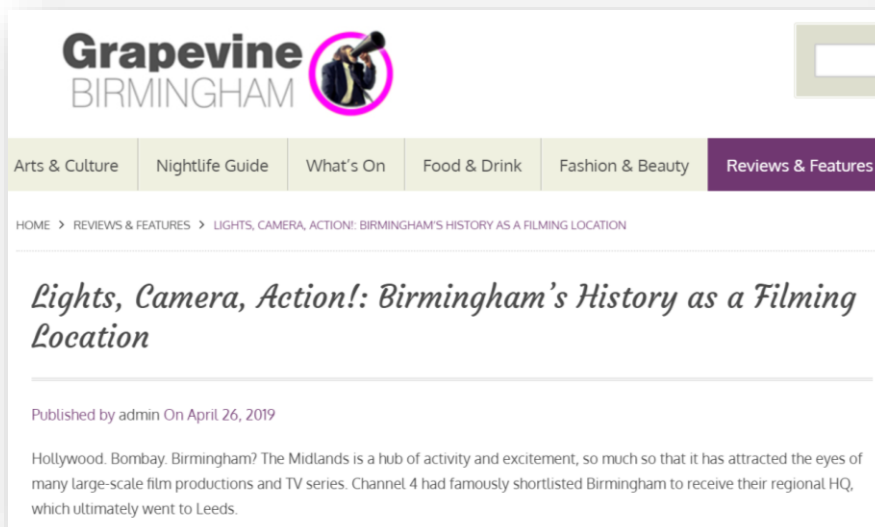 Grapevine
BIRMINGHAM
Arts & Culture
Nightlife Guide
What's On
Food & Drink
Fashion & Beauty
Reviews & Features
HOME > REVIEWS & FEATURES > LIGHTS, CAMERA, ACTION!: BIRMINGHAM'S HISTORY AS A FILMING LOCATION
Lights, Camera, Action!: Birmingham's History as a Filming
Location
Published by admin On April 26, 2019
Hollywood. Bombay. Birmingham? The Midlands is a hub of activity and excitement, so much so that it has attracted the eyes of
many large-scale film productions and TV series. Channel 4 had famously shortlisted Birmingham to receive their regional HQ,
which ultimately went to Leeds.